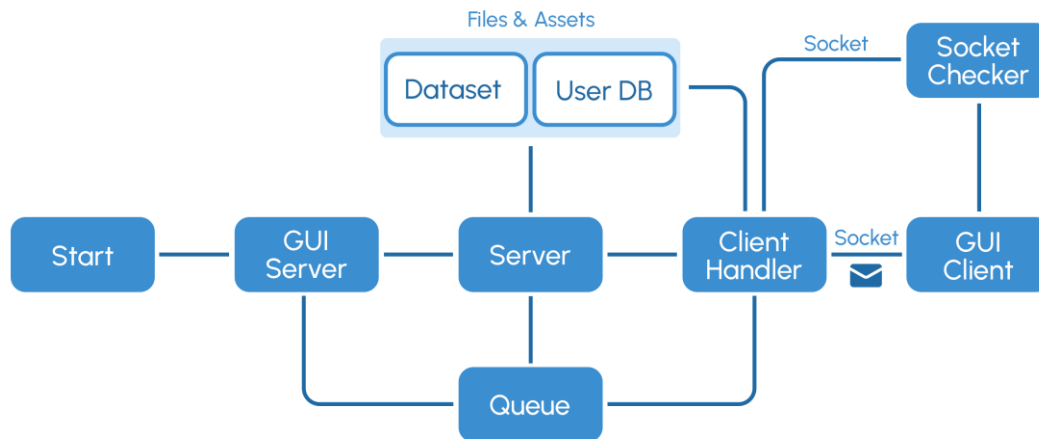 Files & Assets
Dataset
User DB
Socket
Socket
Checker
Start
GUI
Server
Server
Client
Handler
Socket
GUI
Client
Queue